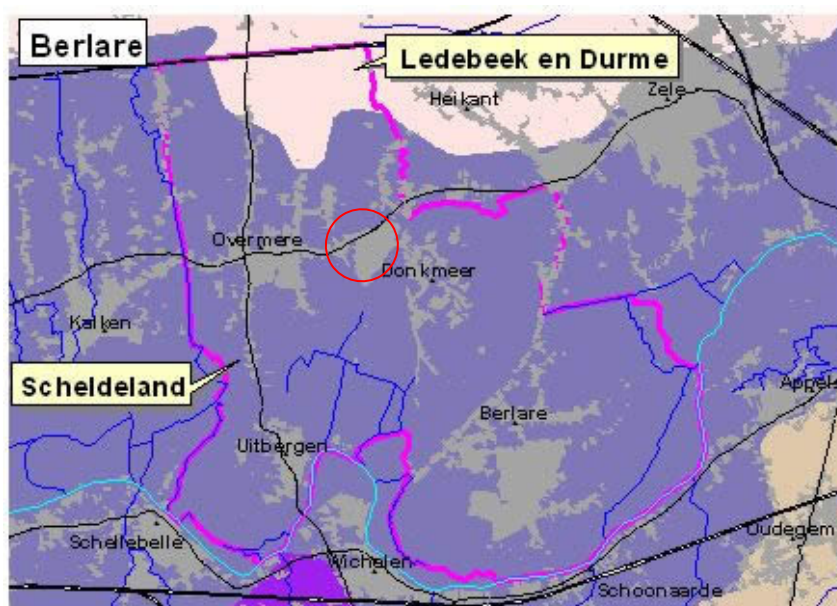 Berlare
Ledebeek en Durme
Heikant
Zele
Overmere
Donkmeer
Kalken
Scheldeland
Appels
Berlare
Uitbergen
Schellebelle
Oudegem
Wichelen
Schoonaarde